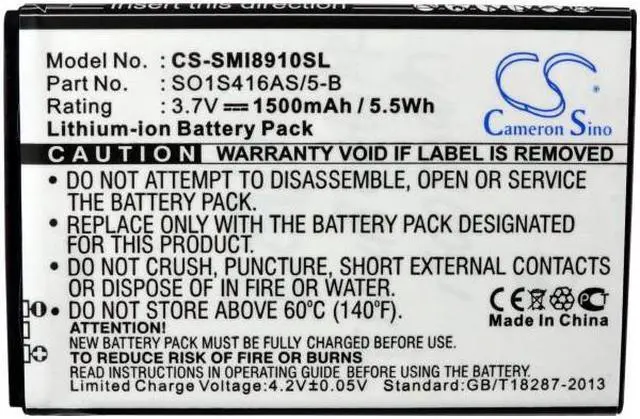 Model No : CS-SMI8910SL
Part No. : SO1S416AS/5-B
Rating : 3.7V 1500mAh / 5.5Wh
Lithium-ion Battery Pack
CS
Cameron Sino
CAUTION WARRANTY VOID IF LABEL IS REMOVED
• DO NOT ATTEMPT TO DISASSEMBLE, OPEN OR SERVICE
THE BATTERY PACK.
• REPLACE ONLY WITH THE BATTERY PACK DESIGNATED
FOR THIS PRODUCT.
• DO NOT CRUSH, PUNCTURE, SHORT EXTERNAL CONTACTS
OR DISPOSE OF IN FIRE OR WATER.
• DO NOT STORE ABOVE 60°C (140°F).
CE
Made In China
ATTENTION!
NEW BATTERY PACK MUST BE FULLY CHARGED BEFORE USE
TO REDUCE RISK OF FIRE OR BURNS
READ INSTRUCTIONS IN OPERATING MANUAL BEFORE USE
Limited Charge Voltage:4.2V±0.05V Standard:GB/T18287-2013